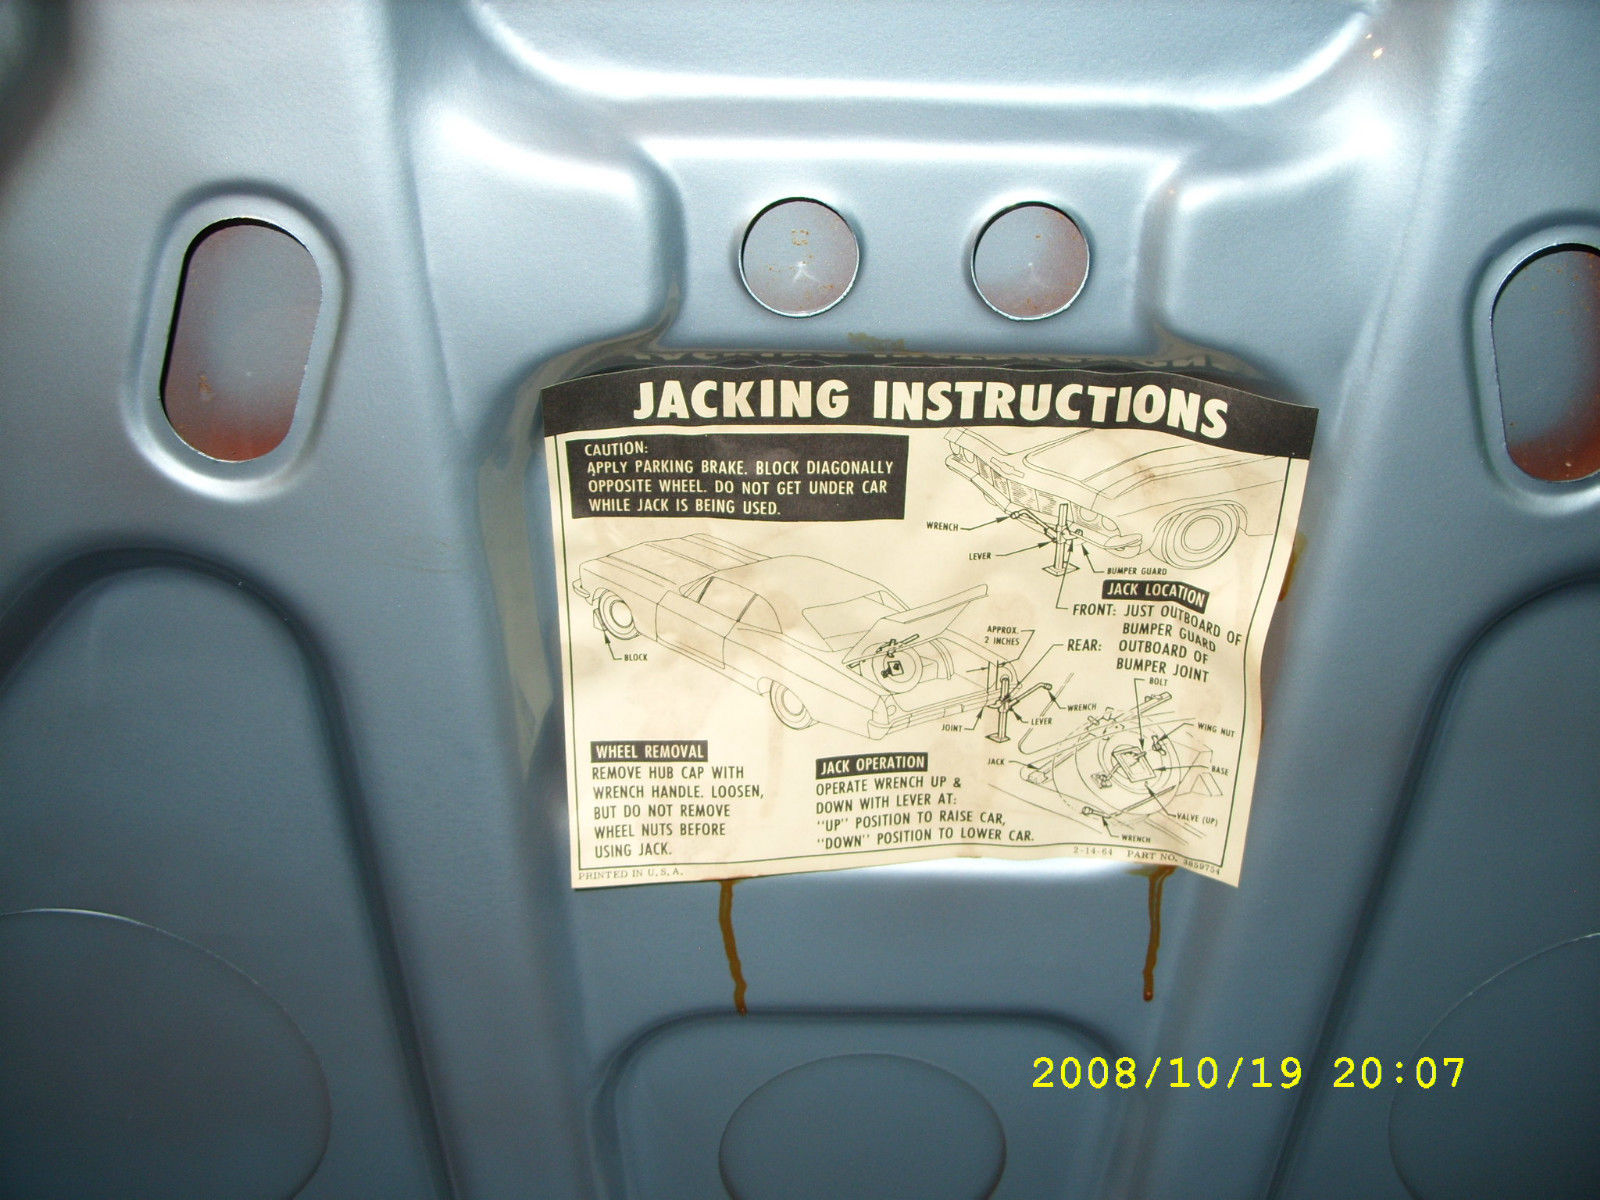 JACKING INSTRUCTIONS
CAUTION:
APPLY PARKING BRAKE. BLOCK DIAGONALLY
OPPOSITE WHEEL. DO NOT GET UNDER CAR
WHILE JACK IS BEING USED.
WRENCH
LEVER
BUMPER GUARD
JACK LOCATION
FRONT: JUST OUTBOARD OF
BUMPER GUARD
REAR: OUTBOARD OF
BUMPER JOINT
APPROX.
2 INCHES
BLOCK
JOINT
LEVER
WRENCH
BOLT
WING NUT
JACK
BASE
VALVE (UP)
WRENCH
WHEEL REMOVAL
REMOVE HUB CAP WITH
WRENCH HANDLE. LOOSEN,
BUT DO NOT REMOVE
WHEEL NUTS BEFORE
USING JACK.
JACK OPERATION
OPERATE WRENCH UP &
DOWN WITH LEVER AT:
"UP" POSITION TO RAISE CAR,
"DOWN" POSITION TO LOWER CAR.
PRINTED IN U.S.A.
2-14-64 PART NO. 3859754
2008/10/19 20:07